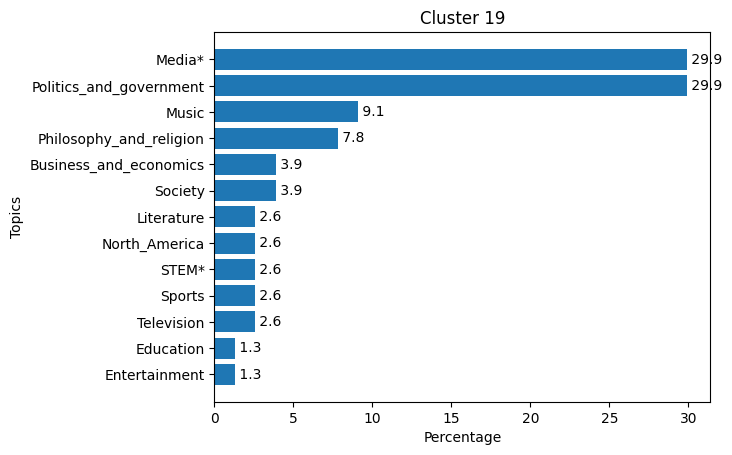 Cluster 19
Topics
Media* 29.9
Politics_and_government 29.9
Music 9.1
Philosophy_and_religion 7.8
Business_and_economics 3.9
Society 3.9
Literature 2.6
North_America 2.6
STEM* 2.6
Sports 2.6
Television 2.6
Education 1.3
Entertainment 1.3
0 5 10 15 20 25 30
Percentage